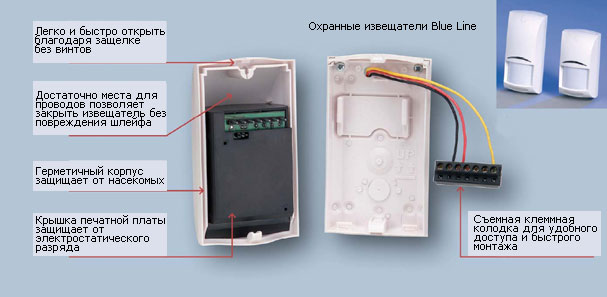 Охранные извещатели Blue Line
Легко и быстро открыть
благодаря защелке
без винтов
Достаточно места для
проводов позволяет
закрыть извещатель без
повреждения шлейфа
Герметичный корпус
защищает от насекомых
Крышка печатной платы
защищает от
электростатического
разряда
UP
Съемная клеммная
колодка для удобного
доступа и быстрого
монтажа